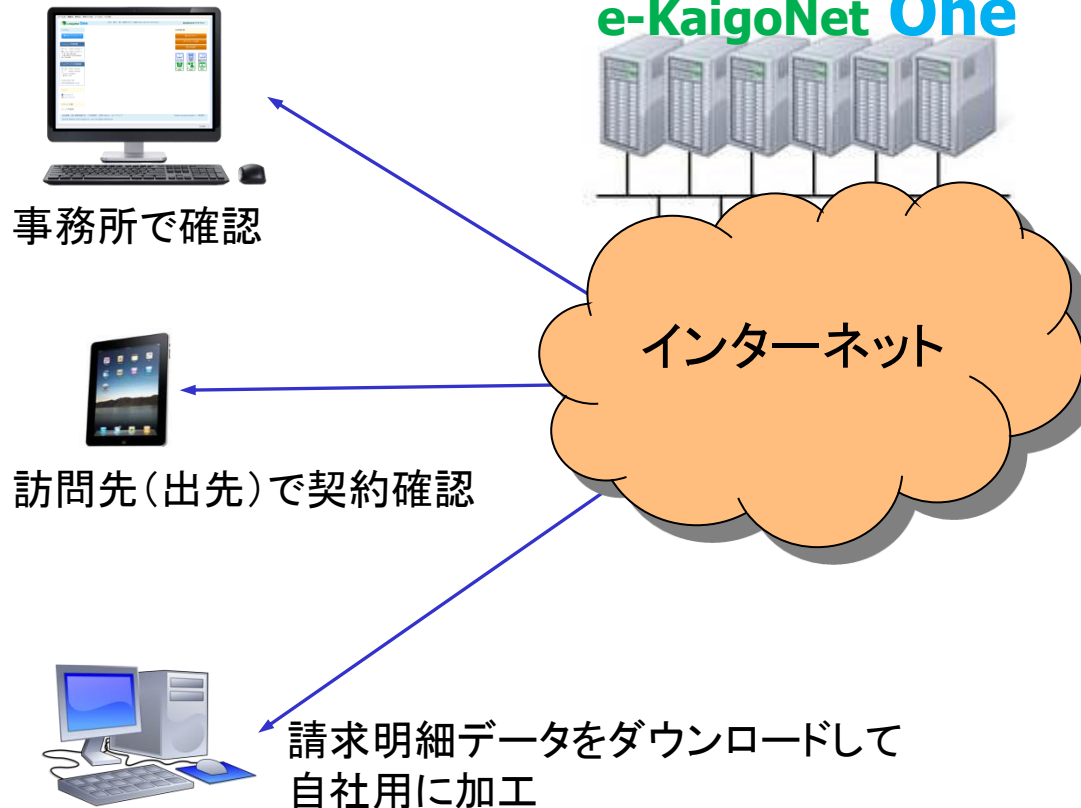 e-KaigoNet One
事務所で確認
インターネット
訪問先（出先）で契約確認
請求明細データをダウンロードして
自社用に加工